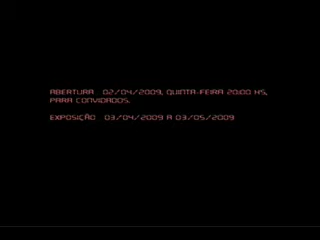 ABERTURA 02/04/2009, QUINTA-FEIRA 20:00 HS,
PARA CONVIDADOS.
EXPOSIÇÃO 03/04/2009 A 03/05/2009